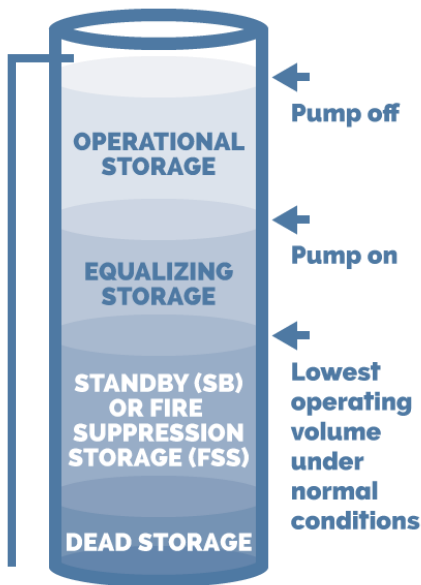 Pump off
OPERATIONAL
STORAGE
Pump on
EQUALIZING
STORAGE
Lowest
operating
volume
under
normal
conditions
STANDBY (SB)
OR FIRE
SUPPRESSION
STORAGE (FSS)
DEAD STORAGE